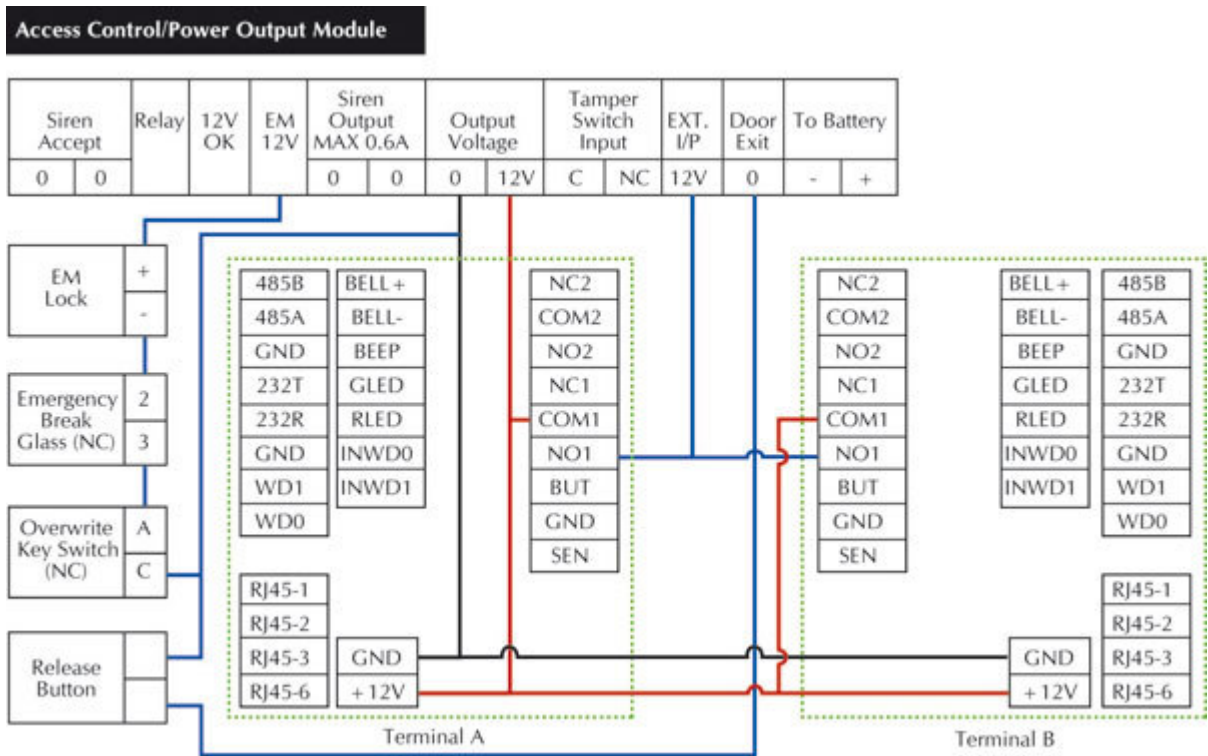 Access Control/Power Output Module
Siren Accept
Relay
12V OK
EM 12V
Siren Output MAX 0.6A
Output Voltage
Tamper Switch Input
EXT. I/P
Door Exit
To Battery
0 0 0 0 0 12V C NC 12V 0 - +
EM Lock
+
-
Emergency Break Glass (NC)
2
3
Overwrite Key Switch (NC)
A
C
Release Button
485B
485A
GND
232T
232R
GND
WD1
WD0
BELL+
BELL-
BEEP
GLED
RLED
INWD0
INWD1
NC2
COM2
NO2
NC1
COM1
NO1
BUT
GND
SEN
RJ45-1
RJ45-2
RJ45-3
RJ45-6
GND
+12V
Terminal A
NC2
COM2
NO2
NC1
COM1
NO1
BUT
GND
SEN
BELL+
BELL-
BEEP
GLED
RLED
INWD0
INWD1
485B
485A
GND
232T
232R
GND
WD1
WD0
GND
+12V
RJ45-1
RJ45-2
RJ45-3
RJ45-6
Terminal B